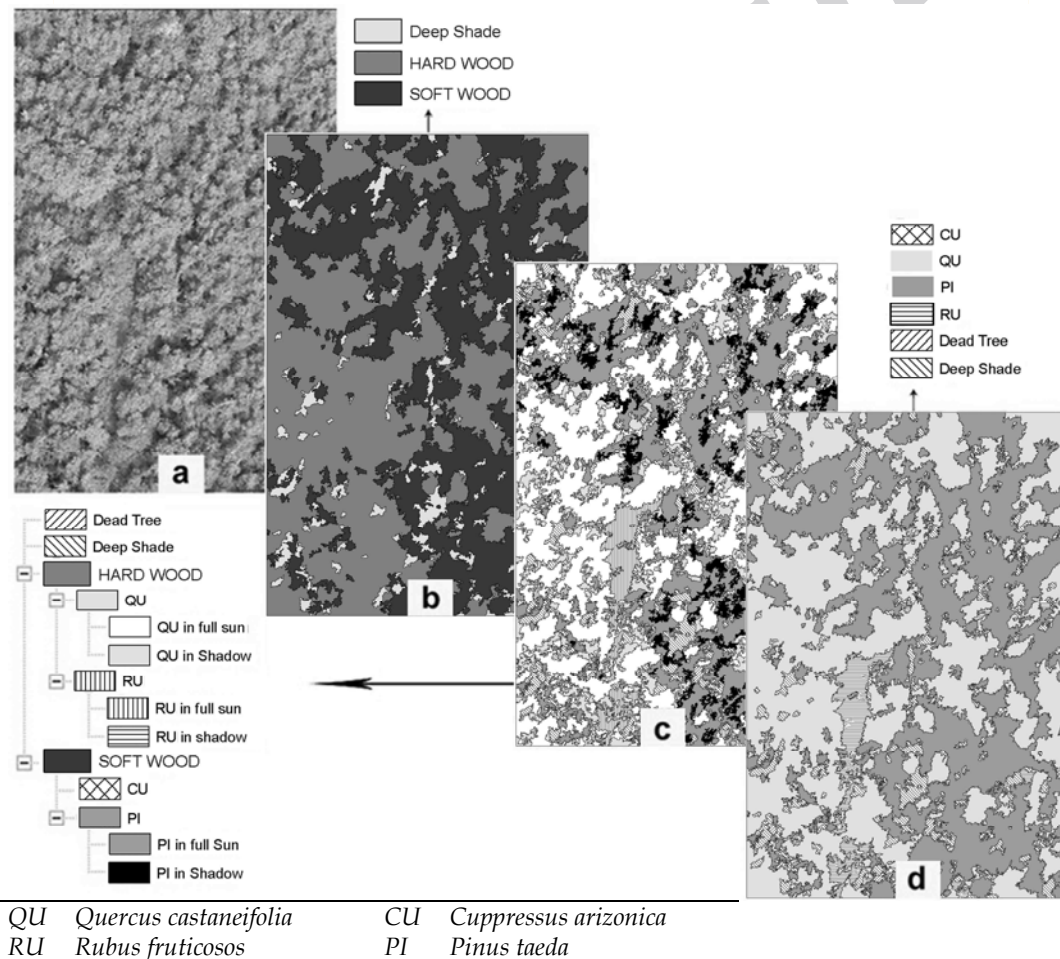 Deep Shade
HARD WOOD
SOFT WOOD
CU
QU
PI
RU
Dead Tree
Deep Shade
a
b
c
d
Dead Tree
Deep Shade
HARD WOOD
QU
QU in full sun
QU in Shadow
RU
RU in full sun
RU in shadow
SOFT WOOD
CU
PI
PI in full Sun
PI in Shadow
QU Quercus castaneifolia CU Cuppressus arizonica
RU Rubus fruticosos PI Pinus taeda